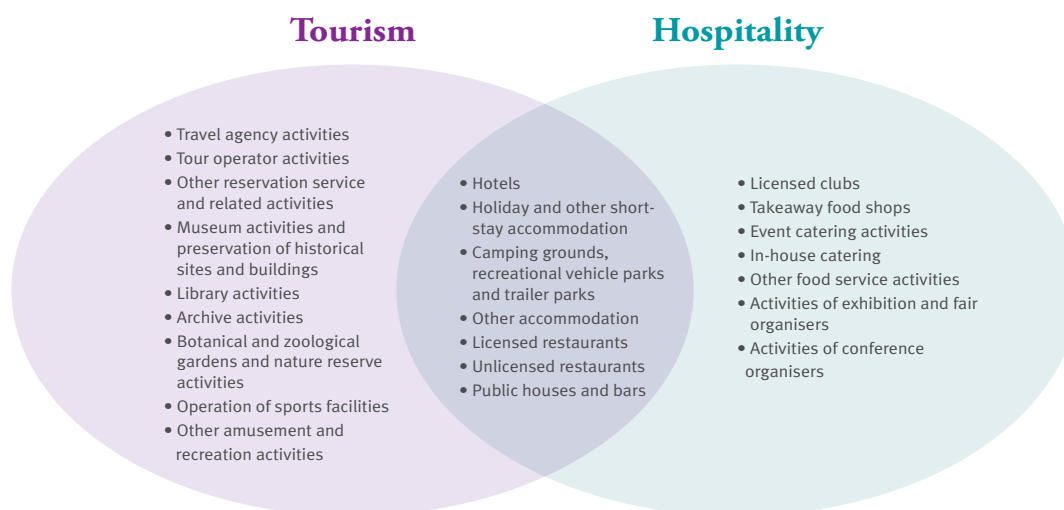 Tourism
Hospitality
• Travel agency activities
• Tour operator activities
• Other reservation service
and related activities
• Museum activities and
preservation of historical
sites and buildings
• Library activities
• Archive activities
• Botanical and zoological
gardens and nature reserve
activities
• Operation of sports facilities
• Other amusement and
recreation activities
• Hotels
• Holiday and other short-
stay accommodation
• Camping grounds,
recreational vehicle parks
and trailer parks
• Other accommodation
• Licensed restaurants
• Unlicensed restaurants
• Public houses and bars
• Licensed clubs
• Takeaway food shops
• Event catering activities
• In-house catering
• Other food service activities
• Activities of exhibition and fair
organisers
• Activities of conference
organisers